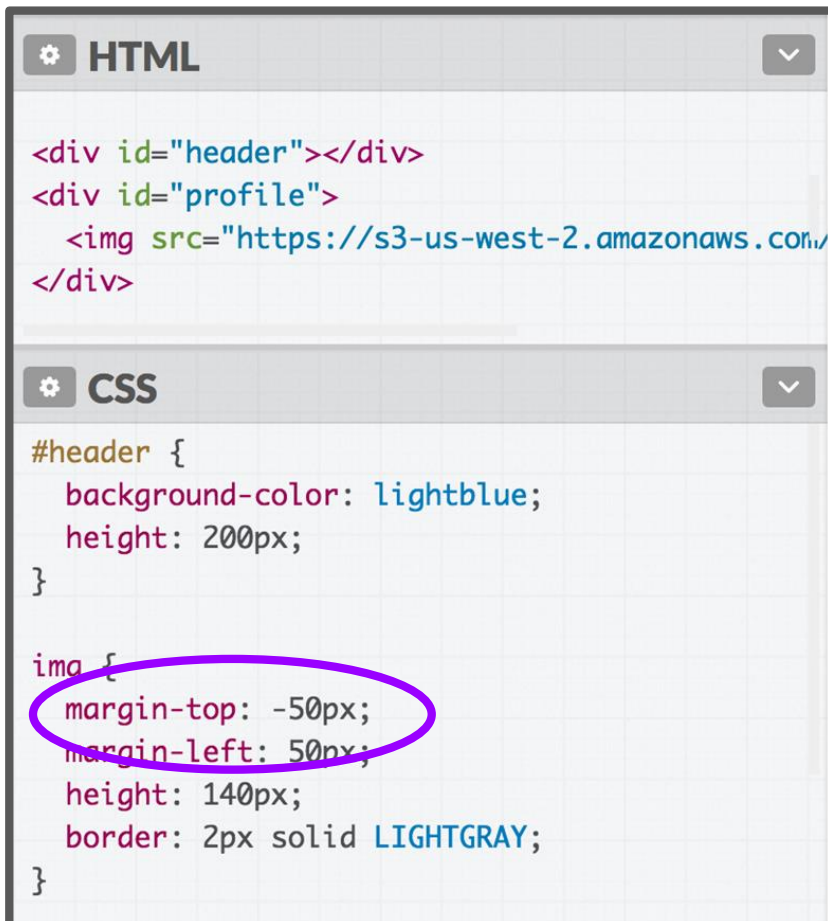 HTML
<div id="header"></div>
<div id="profile">
<img src="https://s3-us-west-2.amazonaws.com/
</div>
CSS
#header {
background-color: lightblue;
height: 200px;
}
img {
margin-top: -50px;
margin-left: 50px;
height: 140px;
border: 2px solid LIGHTGRAY;
}